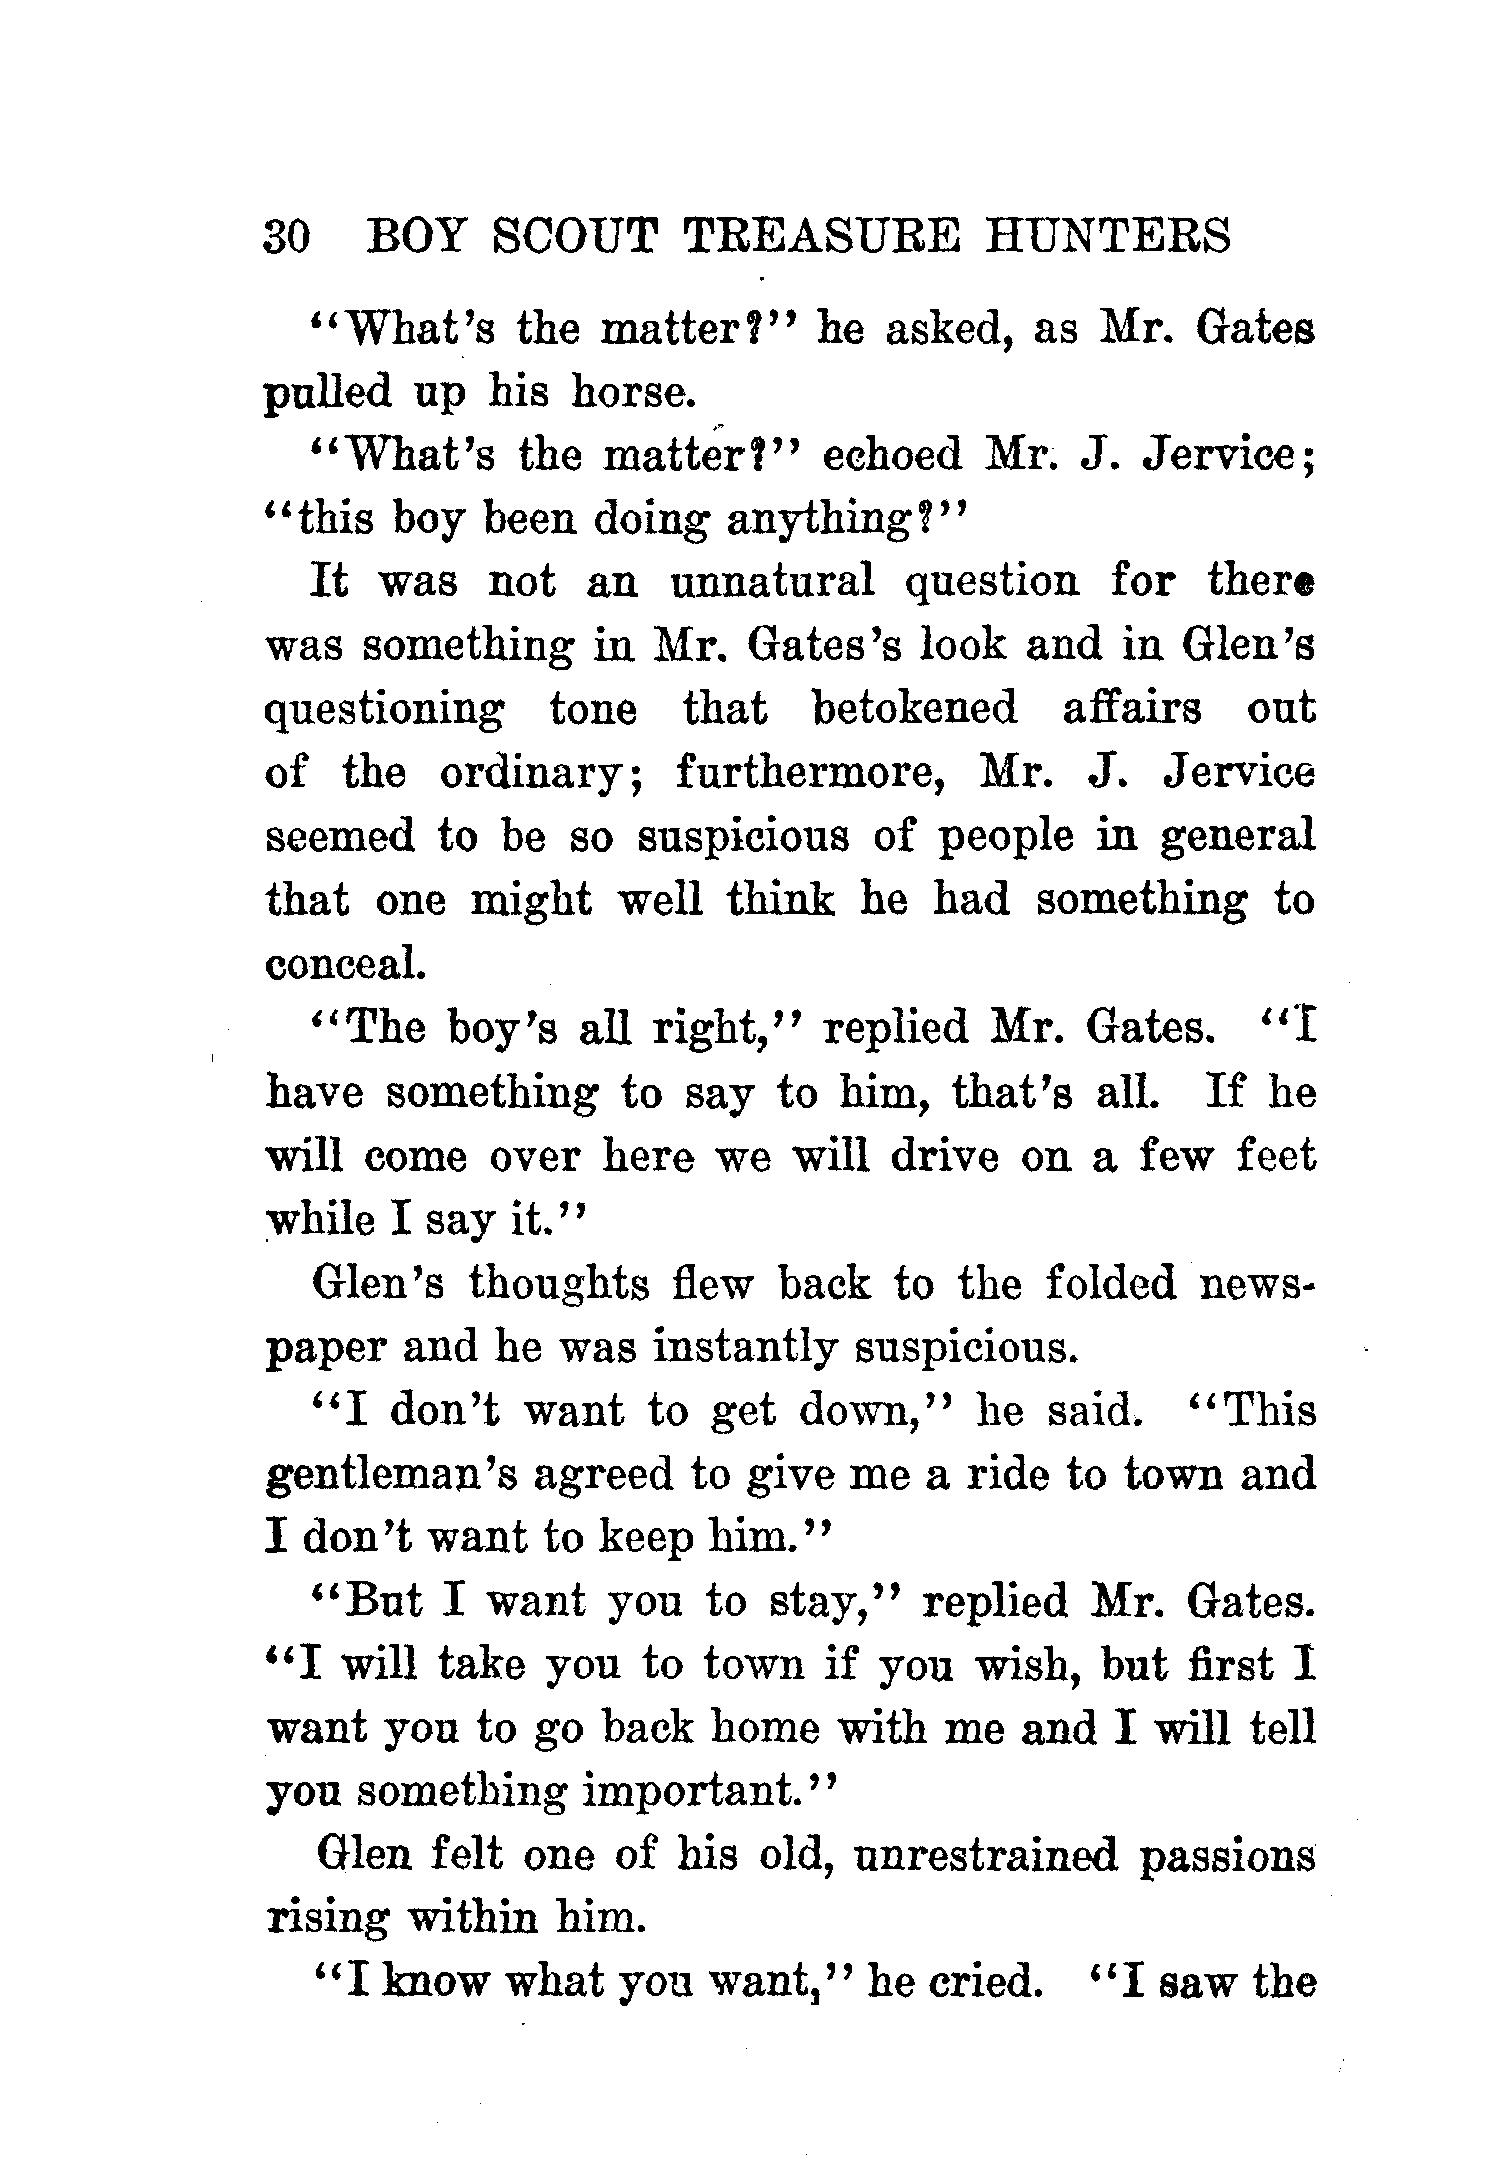 30 BOY SCOUT TREASURE HUNTERS
"What's the matter?" he asked, as Mr. Gates
pulled up his horse.
"What's the matter?" echoed Mr. J. Jervice;
"this boy been doing anything?"
It was not an unnatural question for there
was something in Mr. Gates's look and in Glen's
questioning tone that betokened affairs out
of the ordinary; furthermore, Mr. J. Jervice
seemed to be so suspicious of people in general
that one might well think he had something to
conceal.
"The boy's all right," replied Mr. Gates. "I
have something to say to him, that's all. If he
will come over here we will drive on a few feet
while I say it."
Glen's thoughts flew back to the folded news-
paper and he was instantly suspicious.
"I don't want to get down," he said. "This
gentleman's agreed to give me a ride to town and
I don't want to keep him."
"But I want you to stay," replied Mr. Gates.
"I will take you to town if you wish, but first I
want you to go back home with me and I will tell
you something important."
Glen felt one of his old, unrestrained passions
rising within him.
"I know what you want," he cried. "I saw the